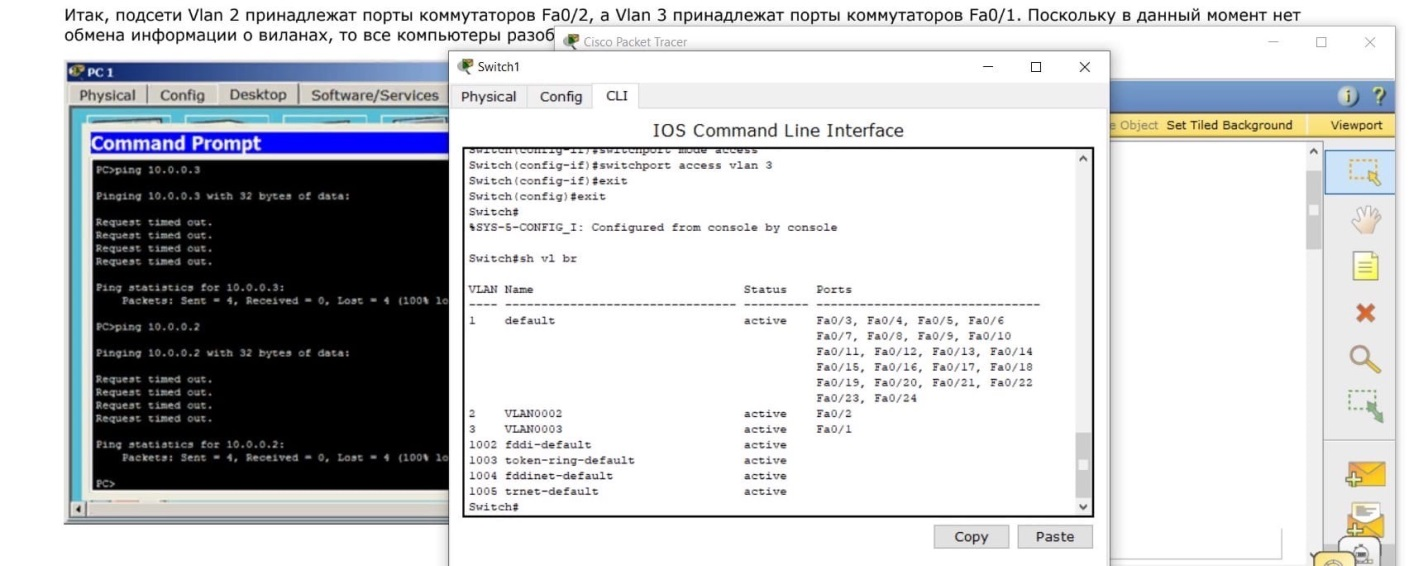 Итак, подсети Vlan 2 принадлежат порты коммутаторов Fa0/2, а Vlan 3 принадлежат порты коммутаторов Fa0/1. Поскольку в данный момент нет
обмена информации о виланах, то все компьютеры разоб
Cisco Packet Tracer
PC 1
Physical Config Desktop Software/Services
Command Prompt
PC>ping 10.0.0.3
Pinging 10.0.0.3 with 32 bytes of data:
Request timed out.
Request timed out.
Request timed out.
Request timed out.
Ping statistics for 10.0.0.3:
Packets: Sent = 4, Received = 0, Lost = 4 (100% lo
PC>ping 10.0.0.2
Pinging 10.0.0.2 with 32 bytes of data:
Request timed out.
Request timed out.
Request timed out.
Request timed out.
Ping statistics for 10.0.0.2:
Packets: Sent = 4, Received = 0, Lost = 4 (100% lo
PC>
Switch1
Physical Config CLI
IOS Command Line Interface
Switch(config-if)#switchport mode access
Switch(config-if)#switchport access vlan 3
Switch(config-if)#exit
Switch(config)#exit
Switch#
%SYS-5-CONFIG_I: Configured from console by console
Switch#sh vl br
VLAN Name Status Ports
---- -------------------------------- --------- -------------------------------
1 default active Fa0/3, Fa0/4, Fa0/5, Fa0/6
Fa0/7, Fa0/8, Fa0/9, Fa0/10
Fa0/11, Fa0/12, Fa0/13, Fa0/14
Fa0/15, Fa0/16, Fa0/17, Fa0/18
Fa0/19, Fa0/20, Fa0/21, Fa0/22
Fa0/23, Fa0/24
2 VLAN0002 active Fa0/2
3 VLAN0003 active Fa0/1
1002 fddi-default active
1003 token-ring-default active
1004 fddinet-default active
1005 trnet-default active
Switch#
Copy Paste
Object Set Tiled Background Viewport